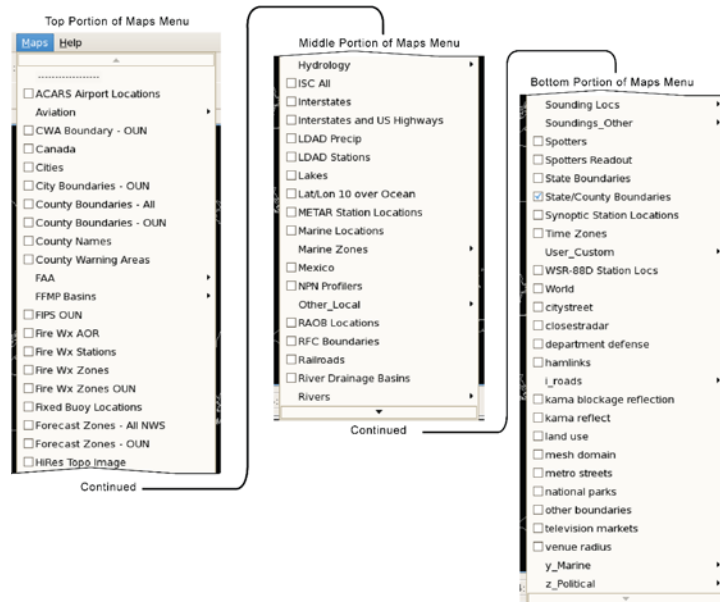 Top Portion of Maps Menu
Maps Help
------------------
ACARS Airport Locations
Aviation
CWA Boundary - OUN
Canada
Cities
City Boundaries - OUN
County Boundaries - All
County Boundaries - OUN
County Names
County Warning Areas
FAA
FFMP Basins
FIPS OUN
Fire Wx AOR
Fire Wx Stations
Fire Wx Zones
Fire Wx Zones OUN
Fixed Buoy Locations
Forecast Zones - All NWS
Forecast Zones - OUN
HiRes Topo Image
Continued
Middle Portion of Maps Menu
Hydrology
ISC All
Interstates
Interstates and US Highways
LDAD Precip
LDAD Stations
Lakes
Lat/Lon 10 over Ocean
METAR Station Locations
Marine Locations
Marine Zones
Mexico
NPN Profilers
Other_Local
RAOB Locations
RFC Boundaries
Railroads
River Drainage Basins
Rivers
Continued
Bottom Portion of Maps Menu
Sounding Locs
Soundings_Other
Spotters
Spotters Readout
State Boundaries
State/County Boundaries
Synoptic Station Locations
Time Zones
User_Custom
WSR-88D Station Locs
World
citystreet
closestradar
department defense
hamlinks
i_roads
kama blockage reflection
kama reflect
land use
mesh domain
metro streets
national parks
other boundaries
television markets
venue radius
y_Marine
z_Political